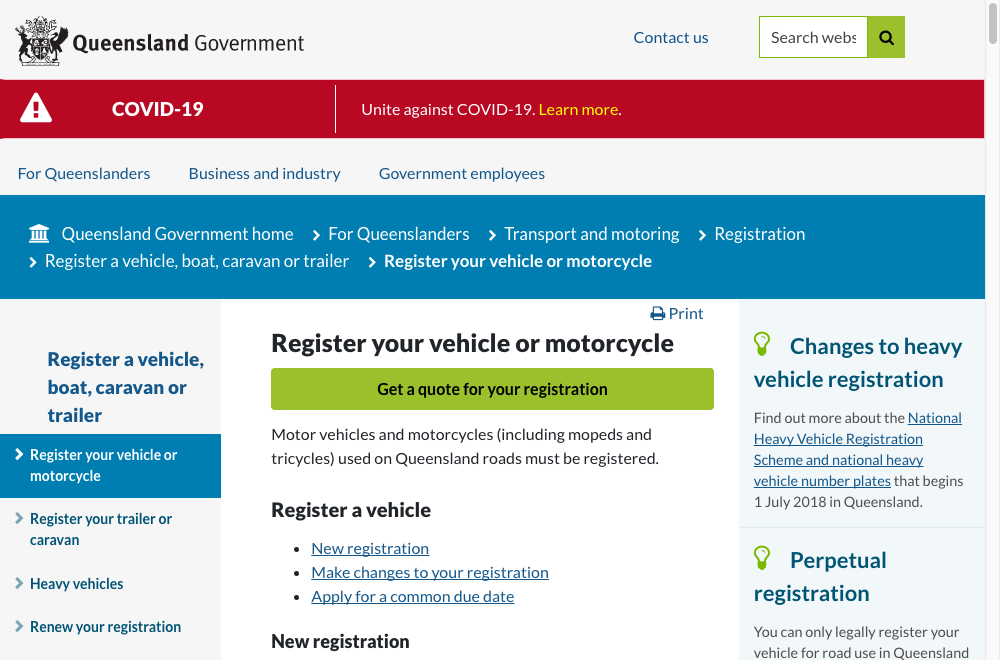 Queensland Government
Contact us
Search webs
COVID-19
Unite against COVID-19. Learn more.
For Queenslanders
Business and industry
Government employees
Queensland Government home
For Queenslanders
Transport and motoring
Registration
Register a vehicle, boat, caravan or trailer
Register your vehicle or motorcycle
Register a vehicle,
boat, caravan or
trailer
Register your vehicle or
motorcycle
Register your trailer or
caravan
Heavy vehicles
Renew your registration
Print
Register your vehicle or motorcycle
Get a quote for your registration
Motor vehicles and motorcycles (including mopeds and
tricycles) used on Queensland roads must be registered.
Register a vehicle
New registration
Make changes to your registration
Apply for a common due date
New registration
Changes to heavy
vehicle registration
Find out more about the National
Heavy Vehicle Registration
Scheme and national heavy
vehicle number plates that begins
1 July 2018 in Queensland.
Perpetual
registration
You can only legally register your
vehicle for road use in Queensland